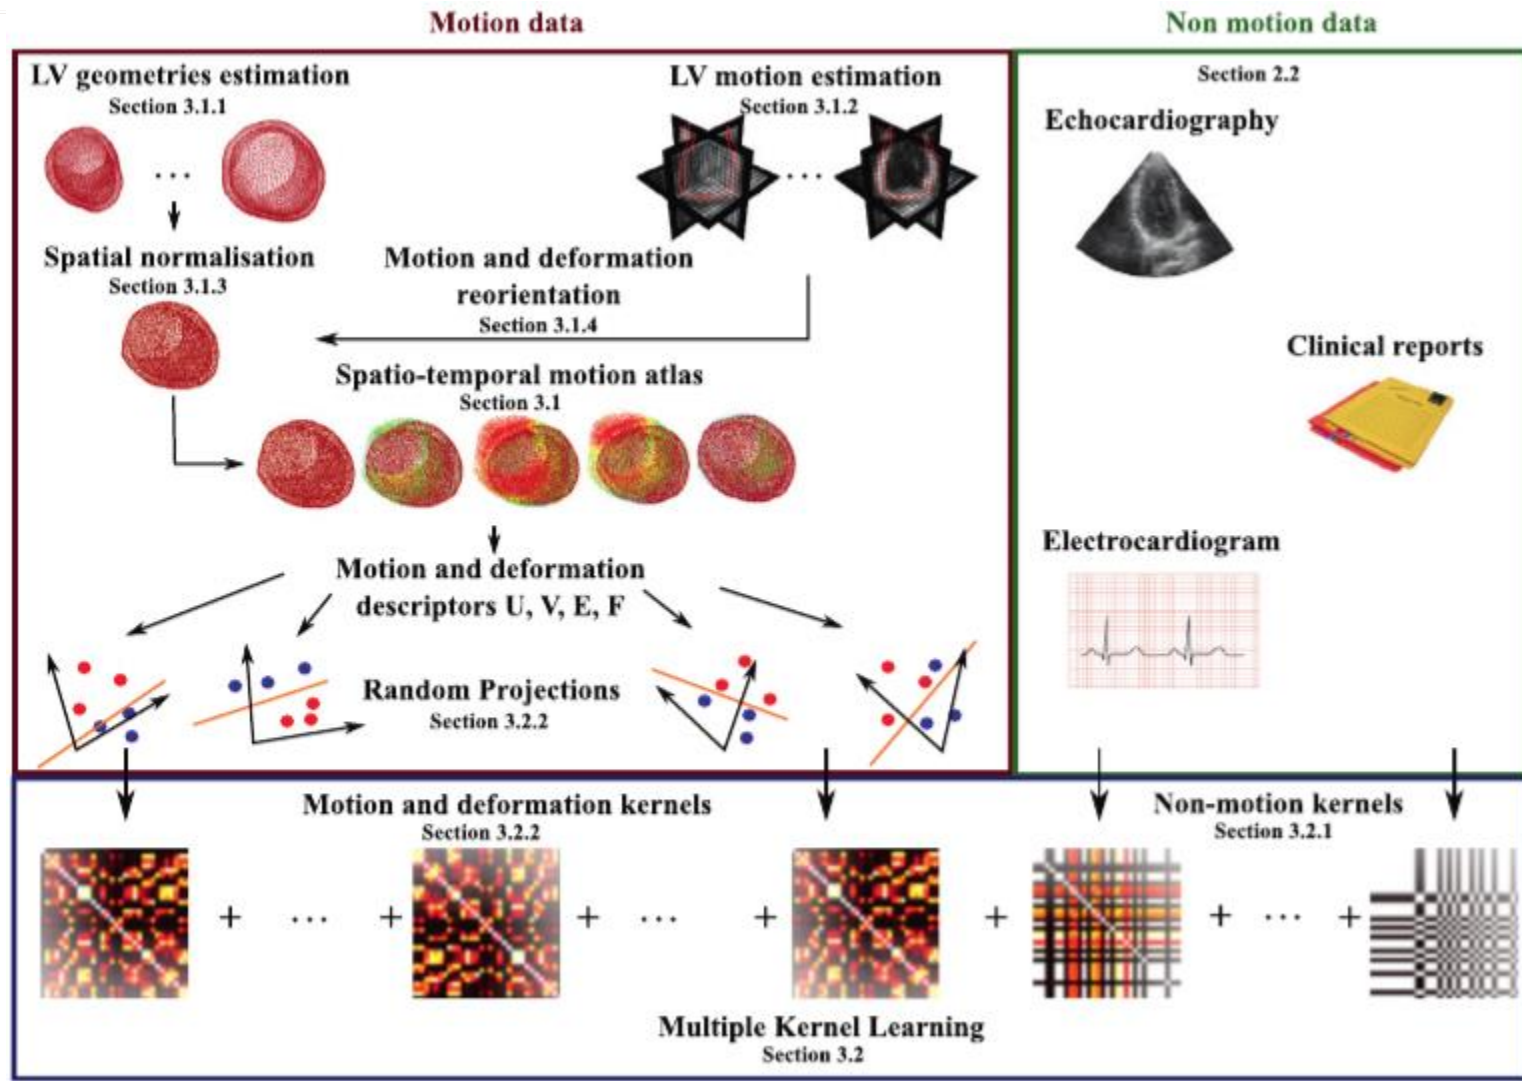 Motion data
Non motion data
LV geometries estimation
Section 3.1.1
LV motion estimation
Section 3.1.2
Section 2.2
Echocardiography
Spatial normalisation
Section 3.1.3
Motion and deformation
reorientation
Section 3.1.4
Clinical reports
Spatio-temporal motion atlas
Section 3.1
Electrocardiogram
Motion and deformation
descriptors U, V, E, F
Random Projections
Section 3.2.2
Motion and deformation kernels
Section 3.2.2
Non-motion kernels
Section 3.2.1
+ ... + + ... + + + ... +
Multiple Kernel Learning
Section 3.2